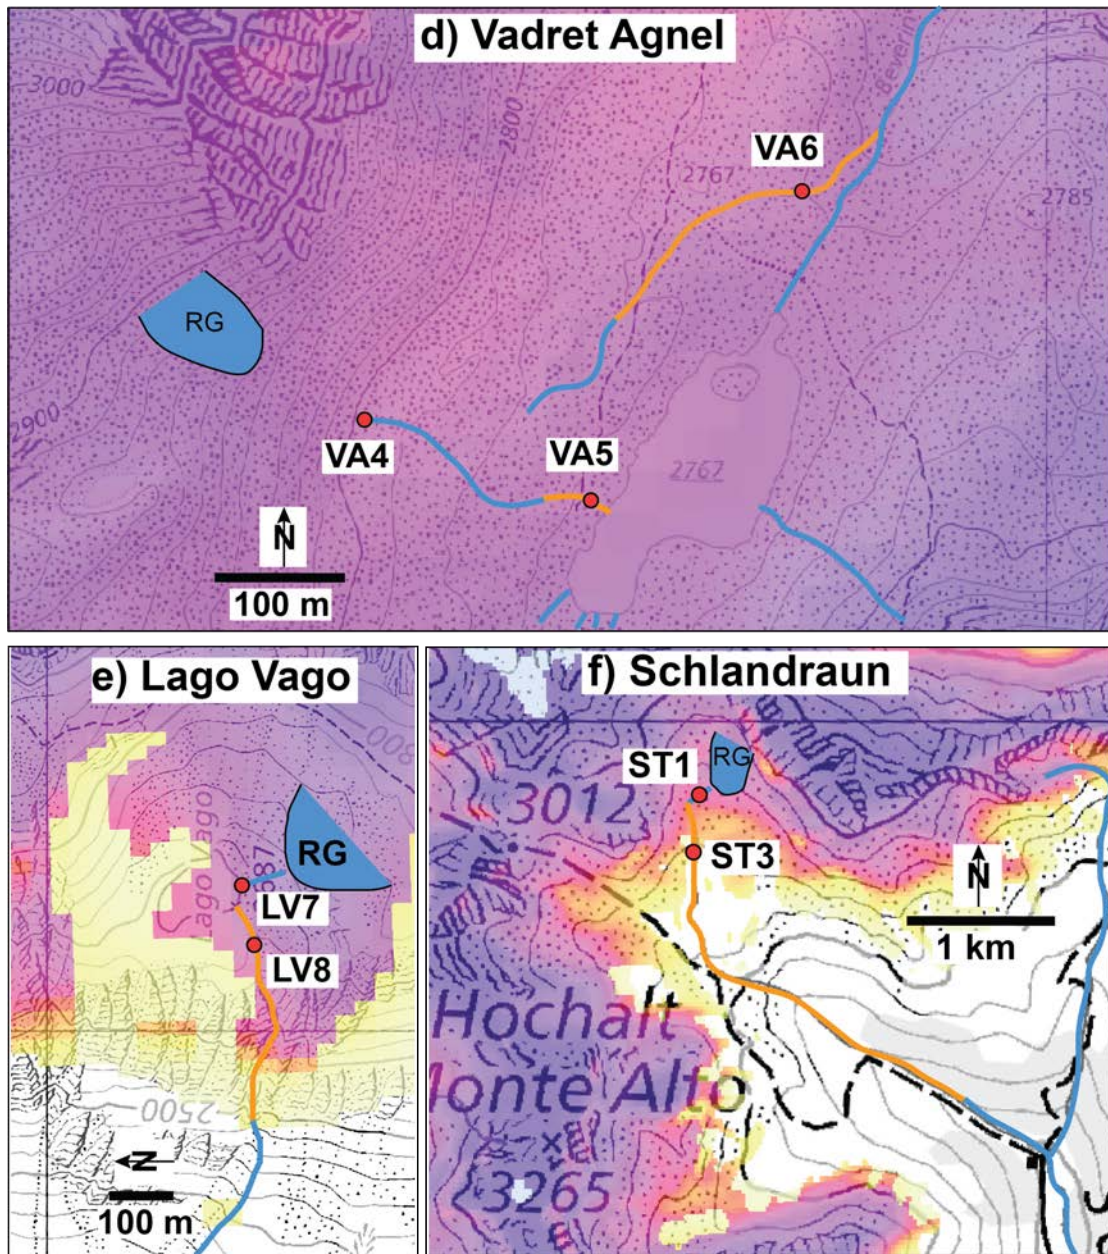 d) Vadret Agnel
3000
2800
VA6
2767
2785
RG
2900
VA4
VA5
2767
N
100 m
e) Lago Vago
RG
LV7
LV8
2500
N
100 m
f) Schlandraun
RG
ST1
3012
ST3
N
1 km
Hochalt
Monte Alto
3265